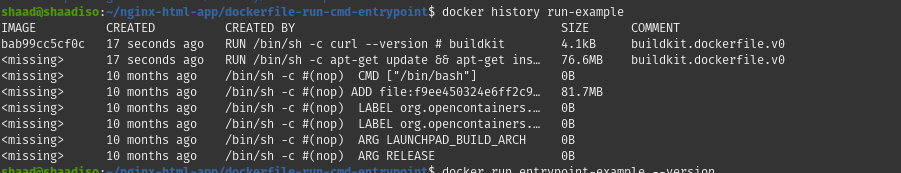 shaad@shaadiso:~/nginx-html-app/dockerfile-run-cmd-entrypoint$ docker history run-example
IMAGE CREATED CREATED BY SIZE COMMENT
bab99cc5cf0c 17 seconds ago RUN /bin/sh -c curl --version # buildkit 4.1kB buildkit.dockerfile.v0
<missing> 17 seconds ago RUN /bin/sh -c apt-get update && apt-get ins… 76.6MB buildkit.dockerfile.v0
<missing> 10 months ago /bin/sh -c #(nop) CMD ["/bin/bash"] 0B
<missing> 10 months ago /bin/sh -c #(nop) ADD file:f9ee450324e6ff2c9… 81.7MB
<missing> 10 months ago /bin/sh -c #(nop) LABEL org.opencontainers.… 0B
<missing> 10 months ago /bin/sh -c #(nop) LABEL org.opencontainers.… 0B
<missing> 10 months ago /bin/sh -c #(nop) ARG LAUNCHPAD_BUILD_ARCH 0B
<missing> 10 months ago /bin/sh -c #(nop) ARG RELEASE 0B
shaad@shaadiso:~/nginx-html-app/dockerfile-run-cmd-entrypoint$ docker run entrypoint-example --version